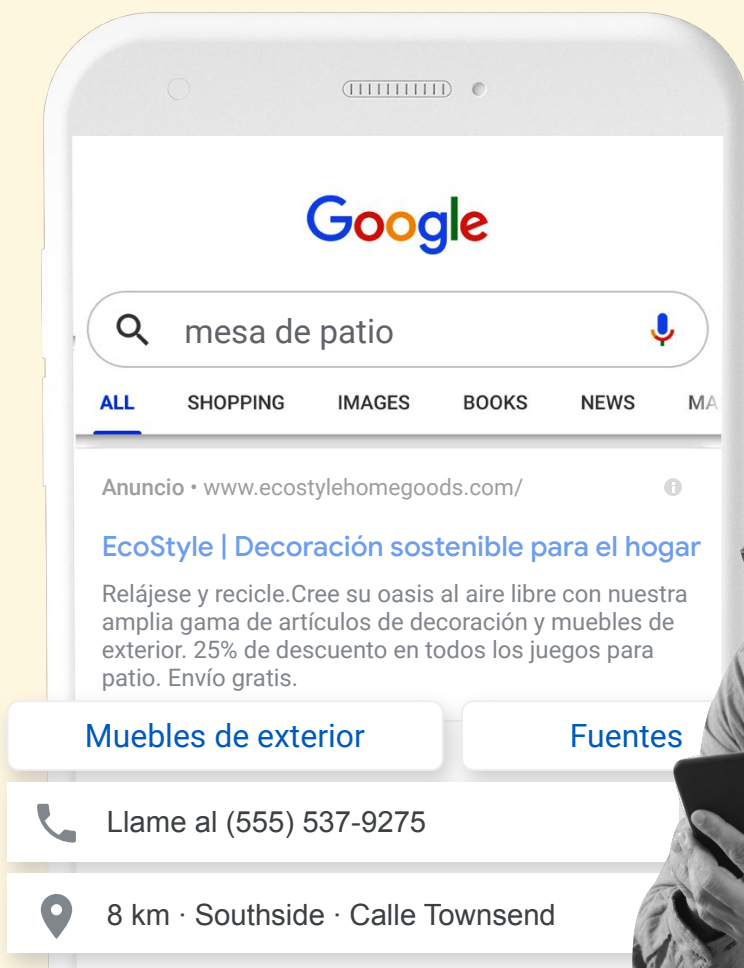 Google
mesa de patio
ALL SHOPPING IMAGES BOOKS NEWS MA
Anuncio • www.ecostylehomegoods.com/
EcoStyle | Decoración sostenible para el hogar
Relájese y recicle.Cree su oasis al aire libre con nuestra
amplia gama de artículos de decoración y muebles de
exterior. 25% de descuento en todos los juegos para
patio. Envío gratis.
Muebles de exterior Fuentes
Llame al (555) 537-9275
8 km · Southside · Calle Townsend